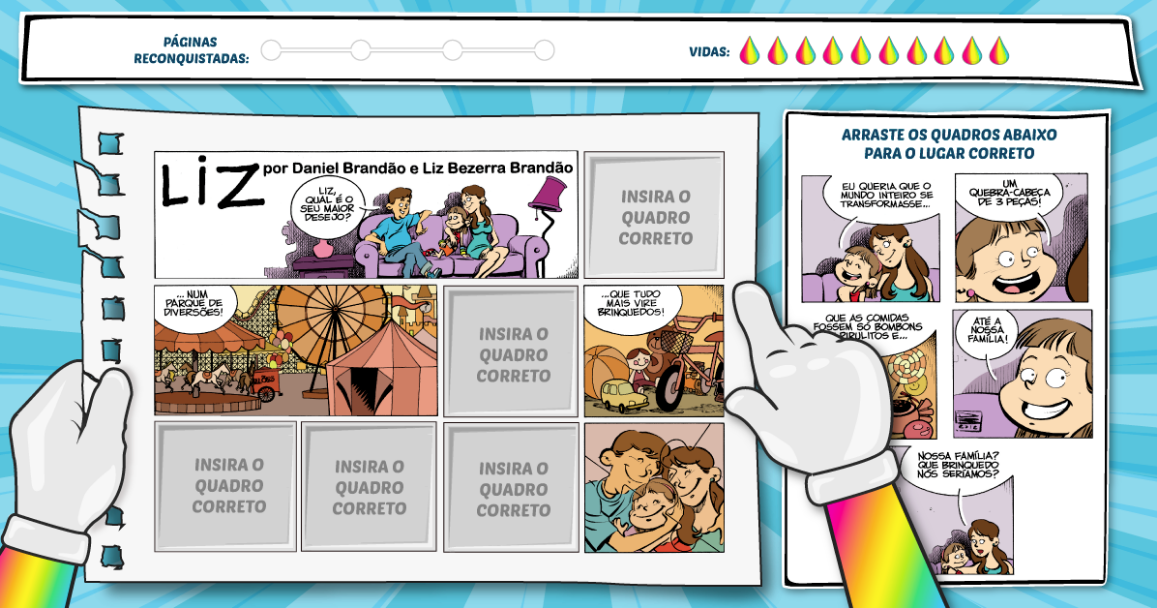 PÁGINAS
RECONQUISTADAS:
VIDAS:
LIZ
por Daniel Brandão e Liz Bezerra Brandão
LIZ,
QUAL É O
SEU MAIOR
DESEJO?
INSIRA O
QUADRO
CORRETO
...NUM
PARQUE DE
DIVERSÕES!
INSIRA O
QUADRO
CORRETO
...QUE TUDO
MAIS VIRE
BRINQUEDOS!
INSIRA O
QUADRO
CORRETO
INSIRA O
QUADRO
CORRETO
INSIRA O
QUADRO
CORRETO
ARRASTE OS QUADROS ABAIXO
PARA O LUGAR CORRETO
EU QUERIA QUE O
MUNDO INTEIRO SE
TRANSFORMASSE...
UM
QUEBRA-CABEÇA
DE 3 PEÇAS!
QUE AS COMIDAS
FOSSEM SÓ BOMBONS
PIRULITOS E...
ATÉ A
NOSSA
FAMÍLIA!
2012
NOSSA FAMÍLIA?
QUE BRINQUEDO
NÓS SERÍAMOS?